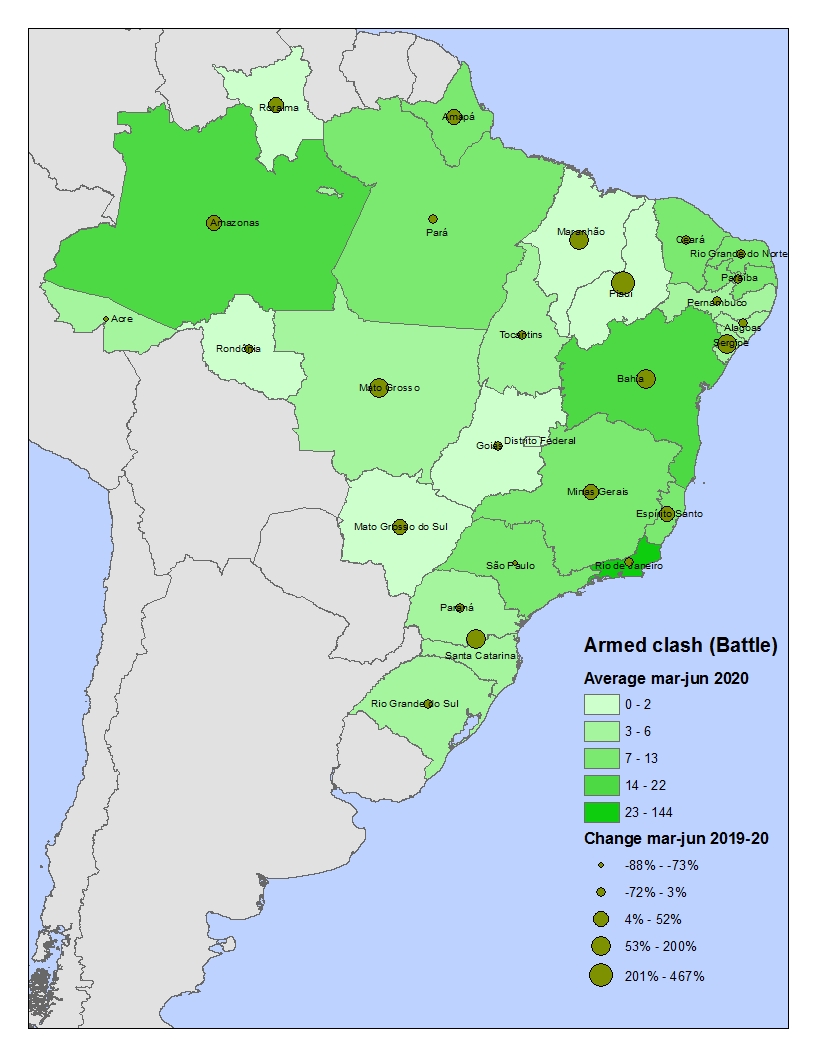 Roraima
Amapá
Amazonas
Pará
Maranhão
Ceará
Rio Grande do Norte
Paraíba
Piauí
Pernambuco
Acre
Alagoas
Tocantins
Sergipe
Rondônia
Bahia
Mato Grosso
Distrito Federal
Goiás
Minas Gerais
Espírito Santo
Mato Grosso do Sul
São Paulo
Rio de Janeiro
Paraná
Santa Catarina
Rio Grande do Sul
Armed clash (Battle)
Average mar-jun 2020
0 - 2
3 - 6
7 - 13
14 - 22
23 - 144
Change mar-jun 2019-20
-88% - -73%
-72% - 3%
4% - 52%
53% - 200%
201% - 467%